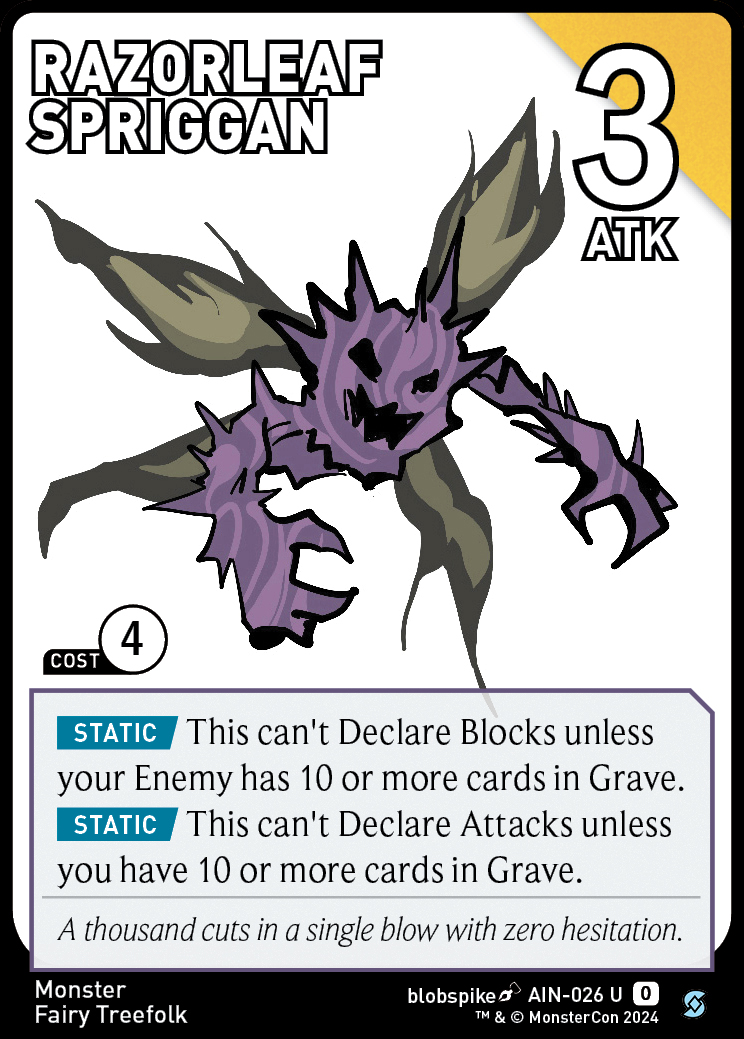 RAZORLEAF
SPRIGGAN
3
ATK
COST 4
STATIC This can't Declare Blocks unless
your Enemy has 10 or more cards in Grave.
STATIC This can't Declare Attacks unless
you have 10 or more cards in Grave.
A thousand cuts in a single blow with zero hesitation.
Monster
Fairy Treefolk
blobspike AIN-026 U 0
™ & © MonsterCon 2024